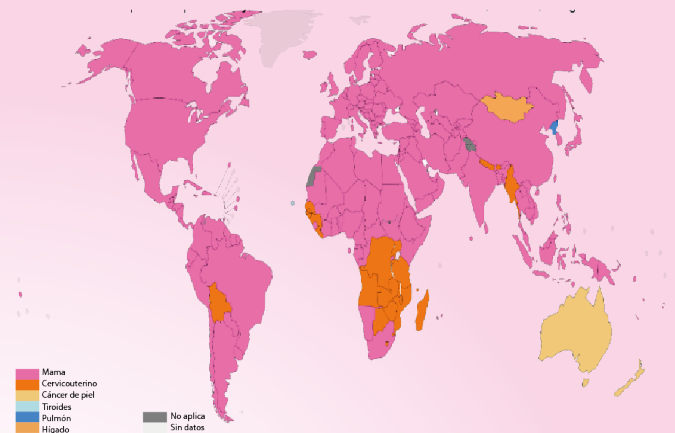 Mama
Cervicouterino
Cáncer de piel
Tiroides
Pulmón
Hígado
No aplica
Sin datos